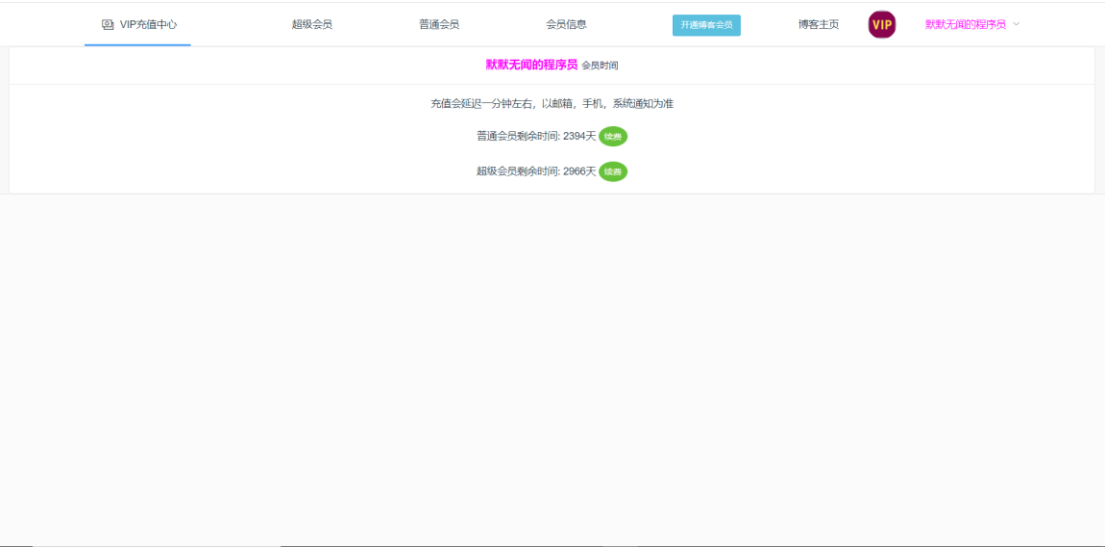 VIP充值中心 超级会员 普通会员 会员信息 开通博客会员 博客主页 VIP 默默无闻的程序员
默默无闻的程序员 会员时间
充值会延迟一分钟左右，以邮箱，手机，系统通知为准
普通会员剩余时间: 2394天 续费
超级会员剩余时间: 2966天 续费